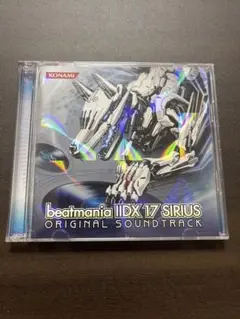 KONAMI
beatmania IIDX 17 SIRIUS
ORIGINAL SOUNDTRACK